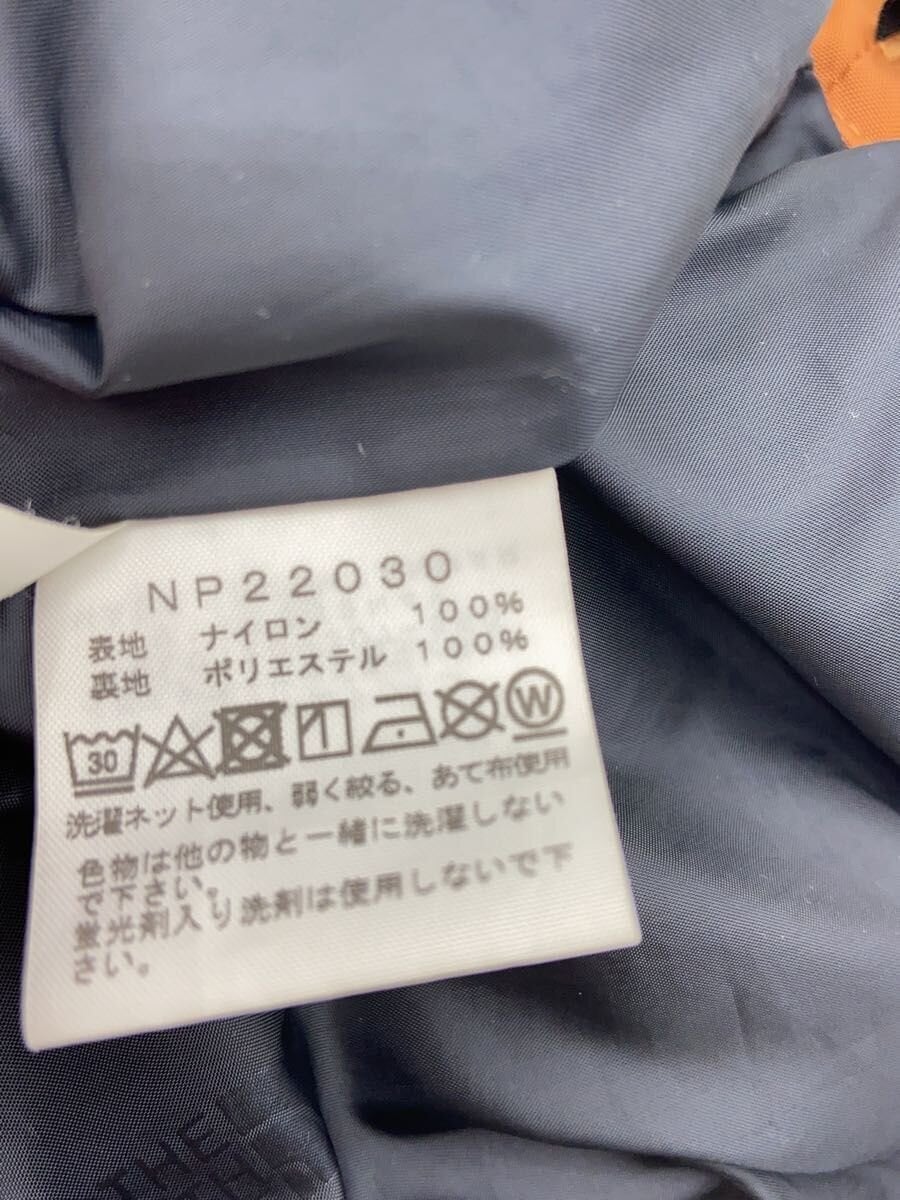 NP22030
表地 ナイロン 100%
裏地 ポリエステル 100%
30 W
洗濯ネット使用、弱く絞る、あて布使用
色物は他の物と一緒に洗濯しない
で下さい。
蛍光剤入り洗剤は使用しないで下
さい。
THE